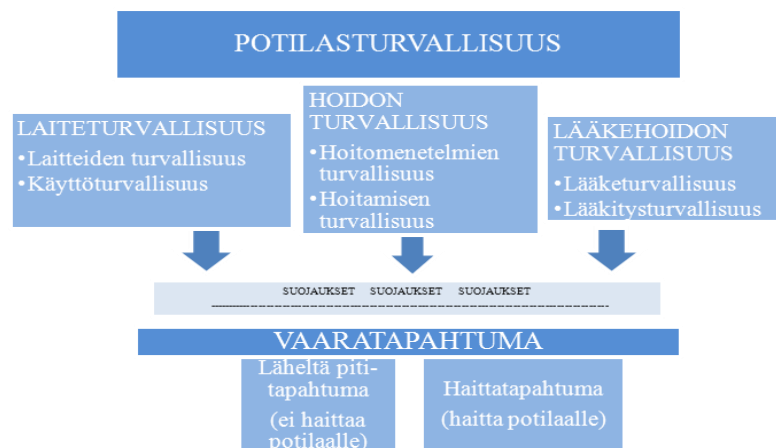 POTILASTURVALLISUUS
LAITETURVALLISUUS
•Laitteiden turvallisuus
•Käyttöturvallisuus
HOIDON
TURVALLISUUS
•Hoitomenetelmien
turvallisuus
•Hoitamisen
turvallisuus
LÄÄKEHOIDON
TURVALLISUUS
•Lääketurvallisuus
•Lääkitysturvallisuus
SUOJAUKSET SUOJAUKSET SUOJAUKSET
VAARATAPAHTUMA
Läheltä piti-
tapahtuma
(ei haittaa
potilaalle)
Haittatapahtuma
(haitta potilaalle)